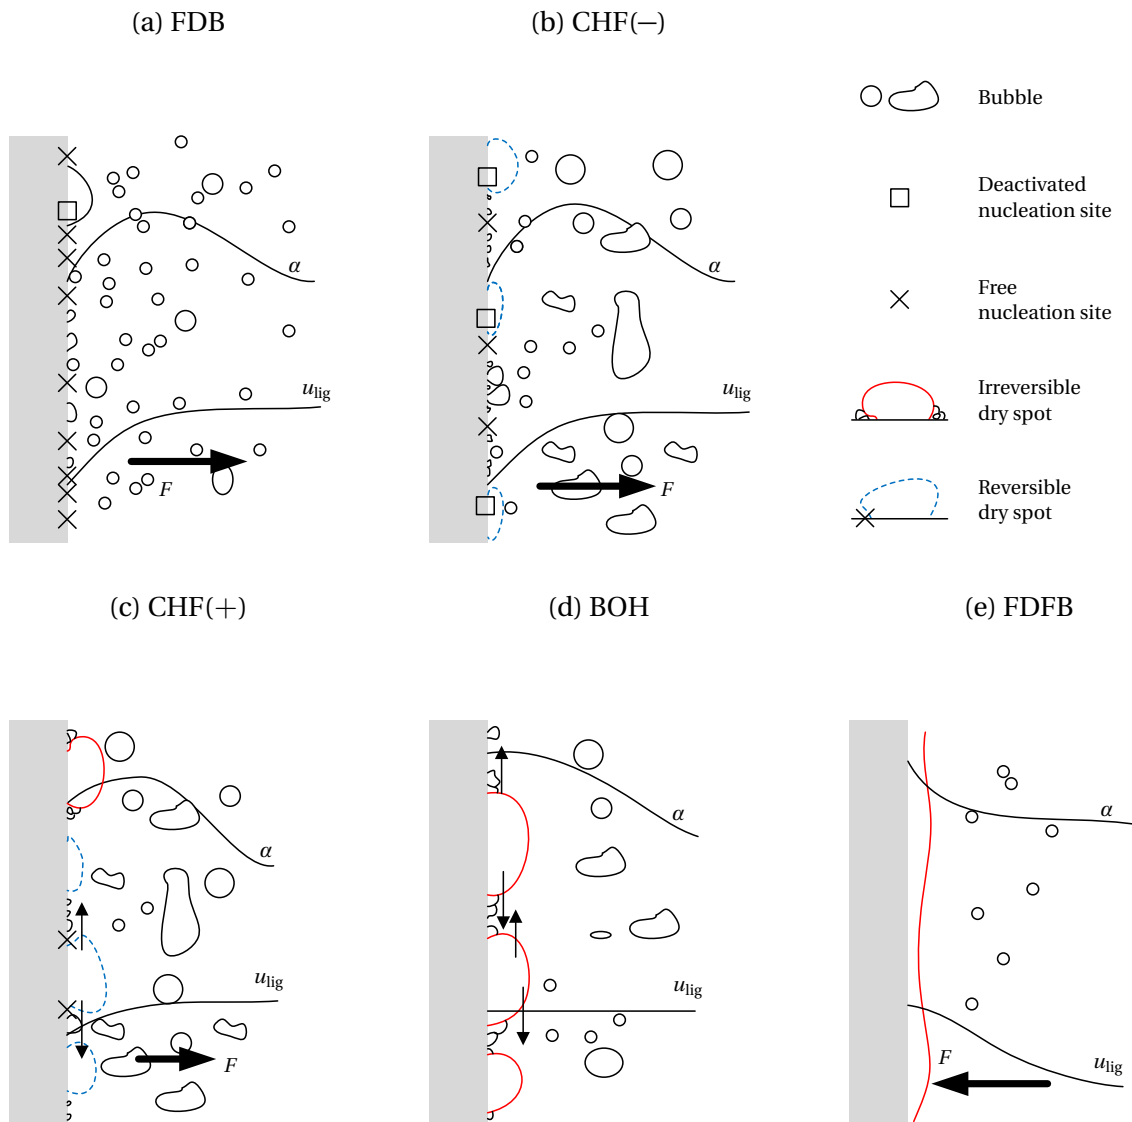 (a) FDB
(b) CHF(−)
Bubble
Deactivated
nucleation site
Free
nucleation site
Irreversible
dry spot
Reversible
dry spot
α
u_lig
F
α
u_lig
F
(c) CHF(+)
(d) BOH
(e) FDFB
α
u_lig
F
α
u_lig
α
u_lig
F